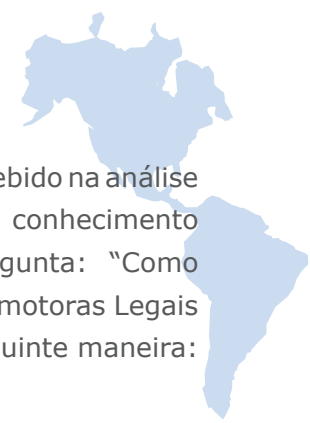 ebido na análise
conhecimento
gunta: “Como
motoras Legais
uinte maneira: